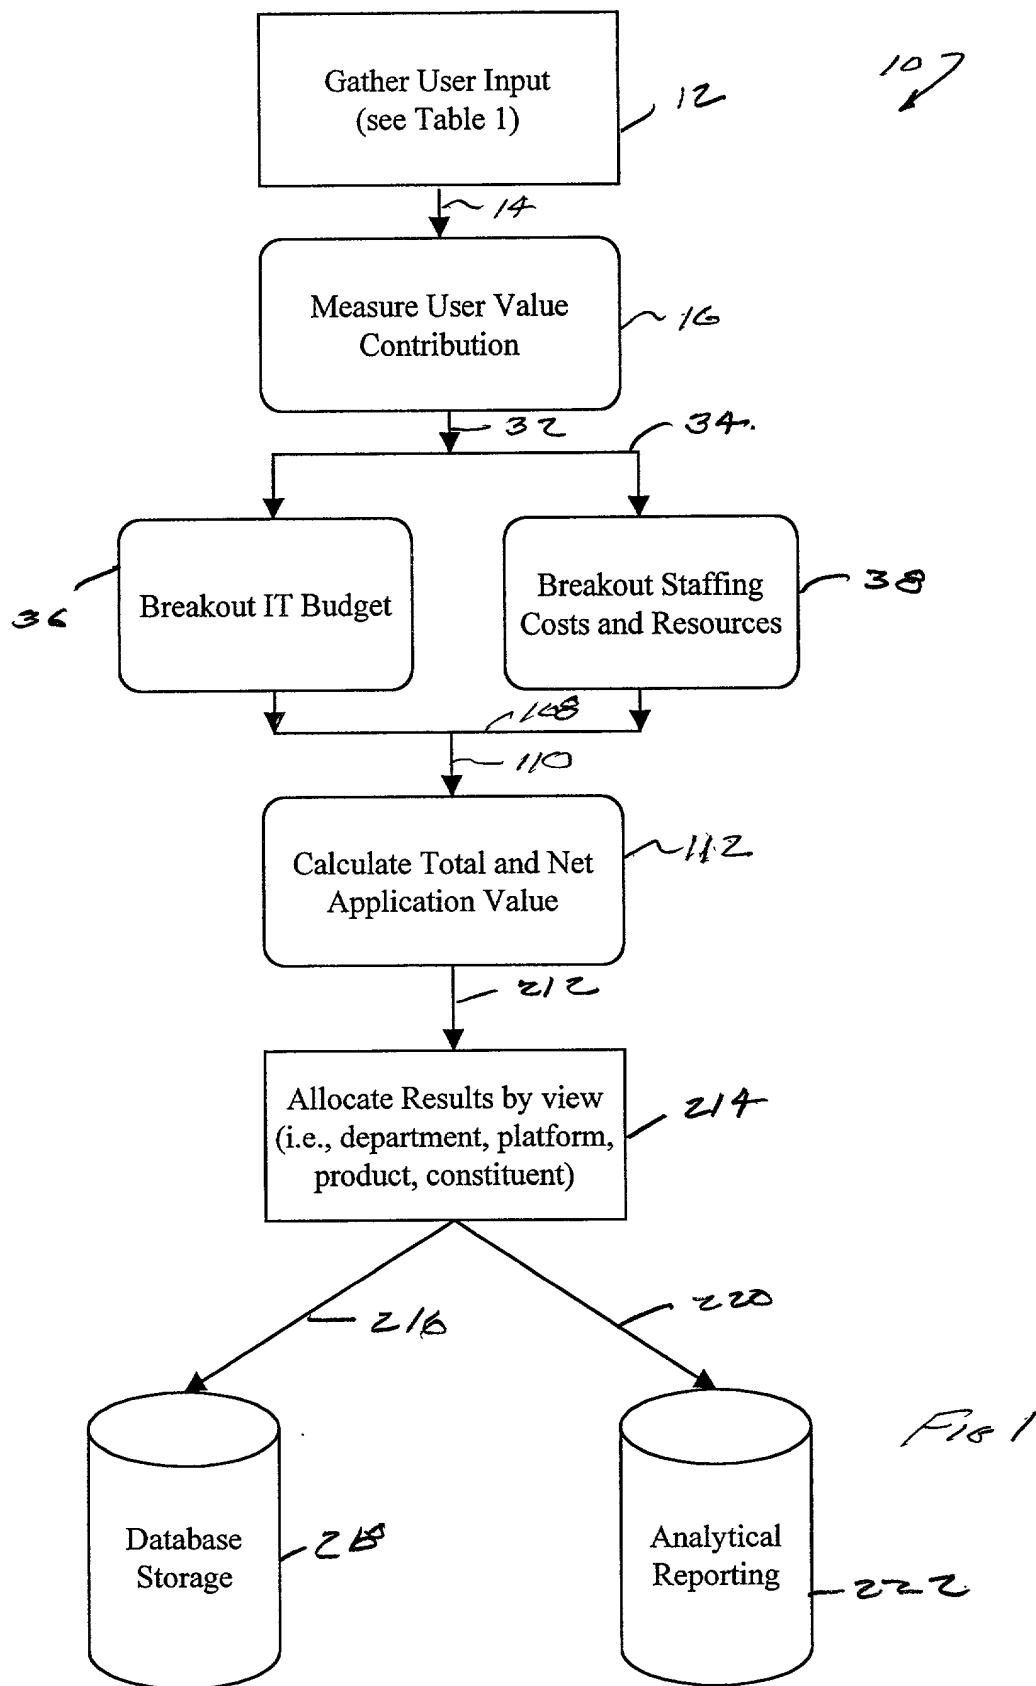 Gather User Input
(see Table 1)
12
10
14
Measure User Value
Contribution
16
32
34.
Breakout IT Budget
36
Breakout Staffing
Costs and Resources
38
108
110
Calculate Total and Net
Application Value
112
212
Allocate Results by view
(i.e., department, platform,
product, constituent)
214
216
220
Database
Storage
218
Analytical
Reporting
222
Fig 1